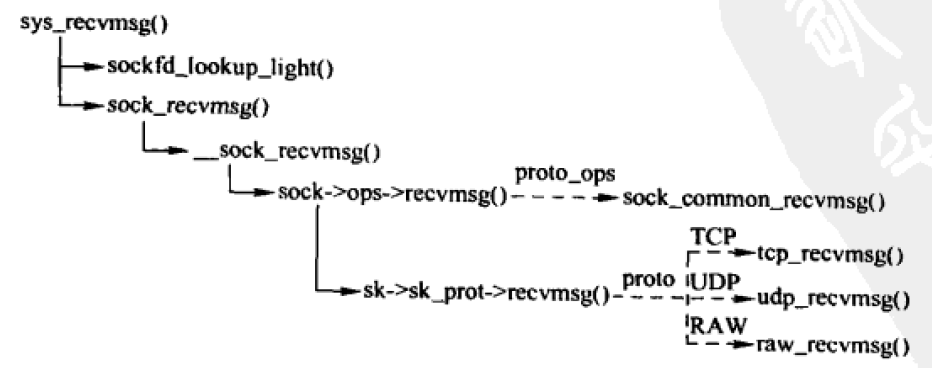 sys_recvmsg()
sockfd_lookup_light()
sock_recvmsg()
__sock_recvmsg()
proto_ops
sock->ops->recvmsg() sock_common_recvmsg()
TCP
tcp_recvmsg()
sk->sk_prot->recvmsg() proto UDP
udp_recvmsg()
RAW
raw_recvmsg()